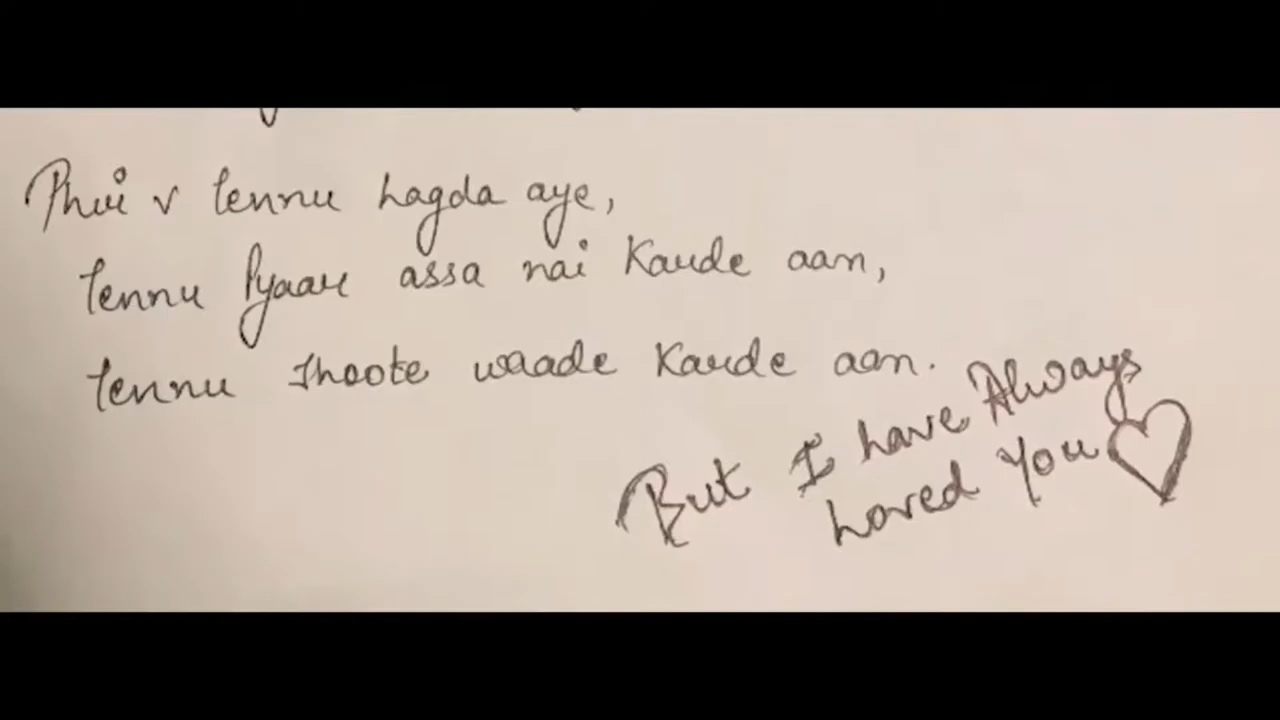 Phir v tennu lagda aye,
tennu Pyaar assa nai Karde aan,
tennu Jhoote waade Karde aan.
But I have Always
Loved You